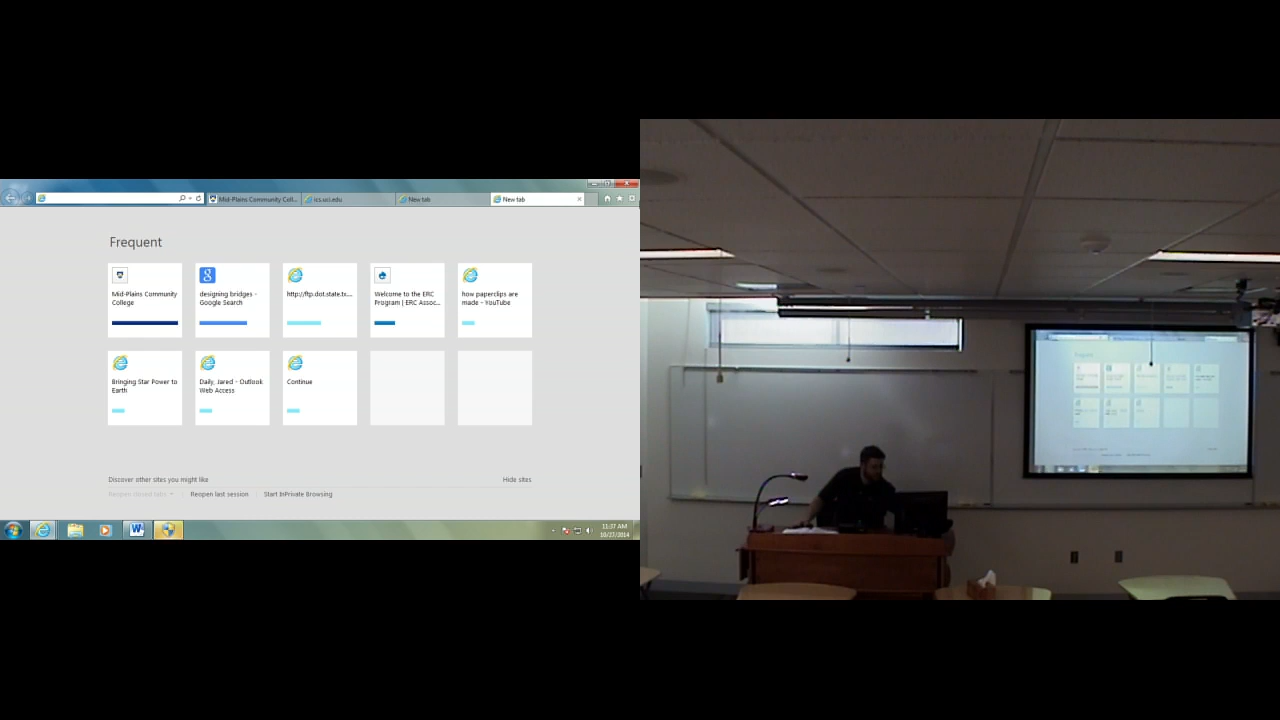 Mid-Plains Community Coll...
ics.uci.edu
New tab
New tab
Frequent
Mid-Plains Community
College
designing bridges -
Google Search
http://ftp.dot.state.tx....
Welcome to the ERC
Program | ERC Assoc...
how paperclips are
made - YouTube
Bringing Star Power to
Earth
Daily, Jared - Outlook
Web Access
Continue
Discover other sites you might like
Hide sites
Reopen closed tabs
Reopen last session
Start InPrivate Browsing
11:37 AM
10/27/2014